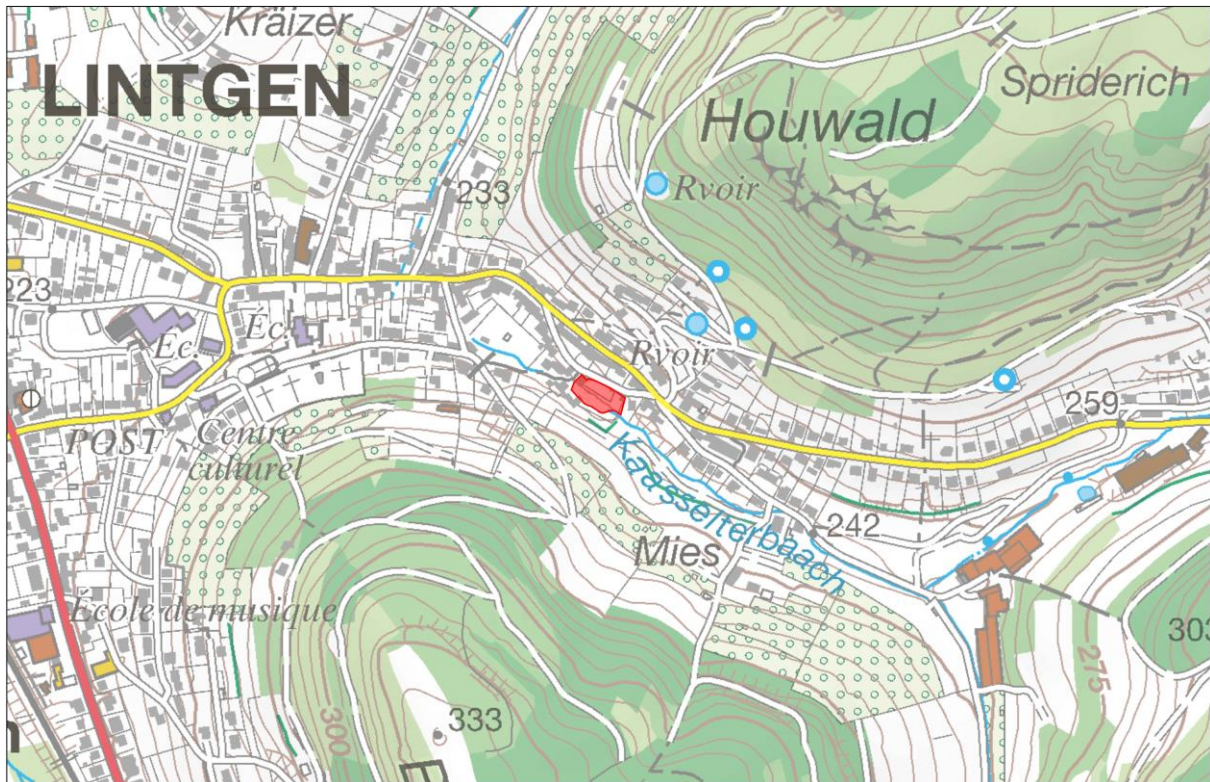 Kräizer
LINTGEN
Spriderich
Houwald
Rvoir
233
223
Éc.
Ec.
Rvoir
259
POST
Centre
culturel
Kaasselterbaach
242
Mies
École de musique
303
275
300
333